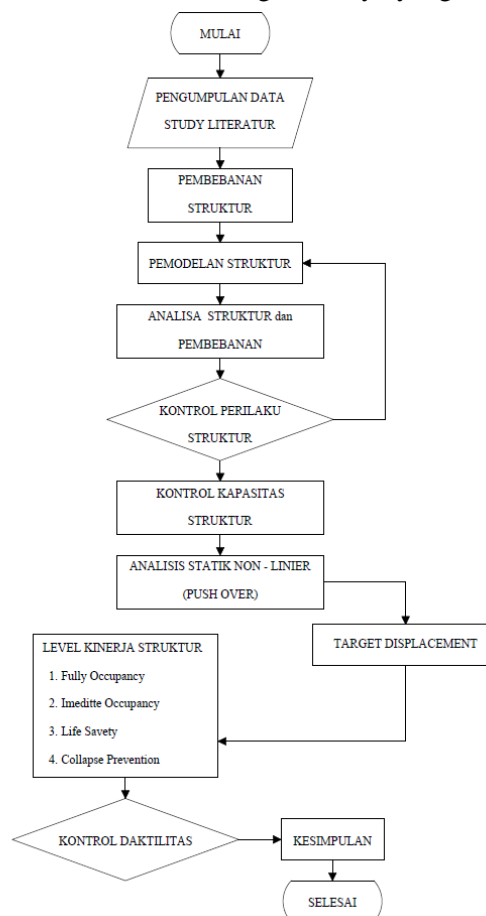 MULAI
PENGUMPULAN DATA
STUDY LITERATUR
PEMBEBANAN
STRUKTUR
PEMODELAN STRUKTUR
ANALISA STRUKTUR dan
PEMBEBANAN
KONTROL PERILAKU
STRUKTUR
KONTROL KAPASITAS
STRUKTUR
ANALISIS STATIK NON - LINIER
(PUSH OVER)
TARGET DISPLACEMENT
LEVEL KINERJA STRUKTUR
1. Fully Occupancy
2. Imeditte Occupancy
3. Life Savety
4. Collapse Prevention
KONTROL DAKTILITAS
KESIMPULAN
SELESAI